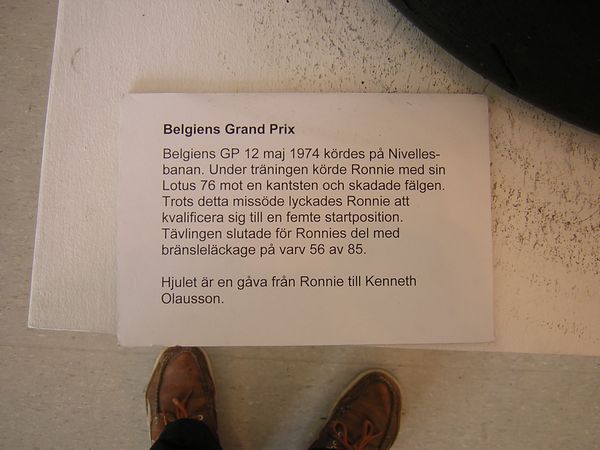 Belgiens Grand Prix
Belgiens GP 12 maj 1974 kördes på Nivelles-
banan. Under träningen körde Ronnie med sin
Lotus 76 mot en kantsten och skadade fälgen.
Trots detta missöde lyckades Ronnie att
kvalificera sig till en femte startposition.
Tävlingen slutade för Ronnies del med
bränsleläckage på varv 56 av 85.
Hjulet är en gåva från Ronnie till Kenneth
Olausson.